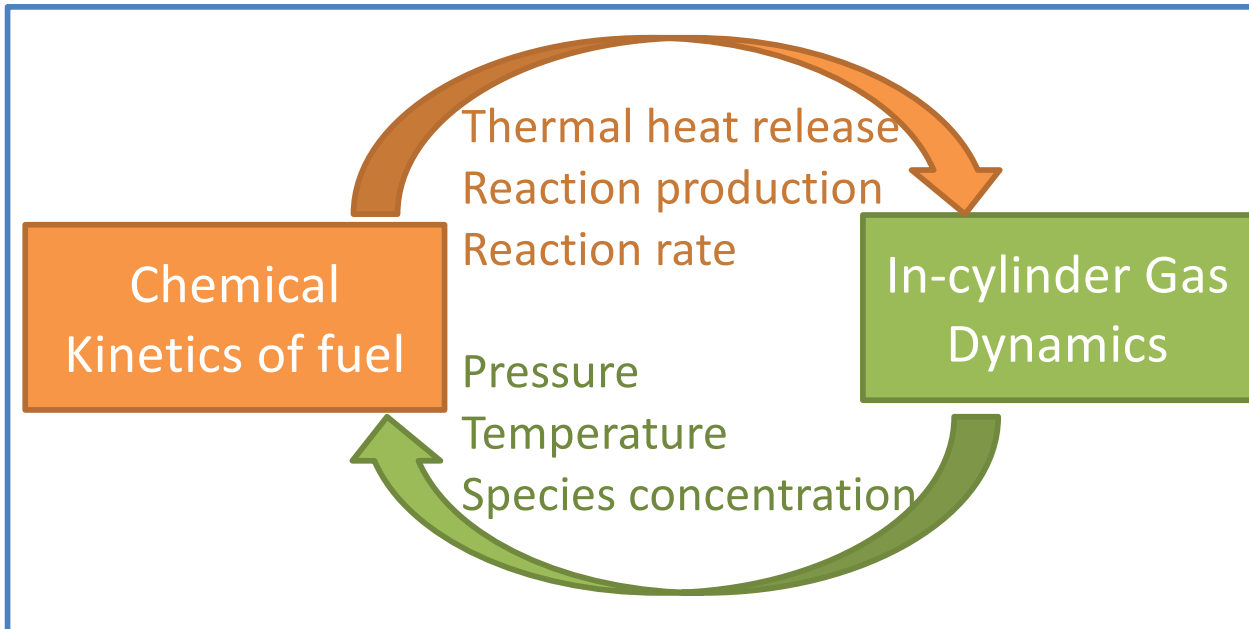 Thermal heat release
Reaction production
Reaction rate
Chemical
Kinetics of fuel
In-cylinder Gas
Dynamics
Pressure
Temperature
Species concentration